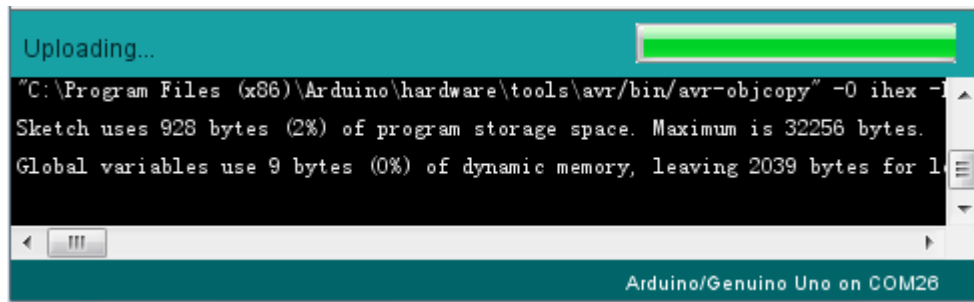 Uploading...
"C:\Program Files (x86)\Arduino\hardware\tools\avr/bin/avr-objcopy" -O ihex
Sketch uses 928 bytes (2%) of program storage space. Maximum is 32256 bytes.
Global variables use 9 bytes (0%) of dynamic memory, leaving 2039 bytes for
Arduino/Genuino Uno on COM26